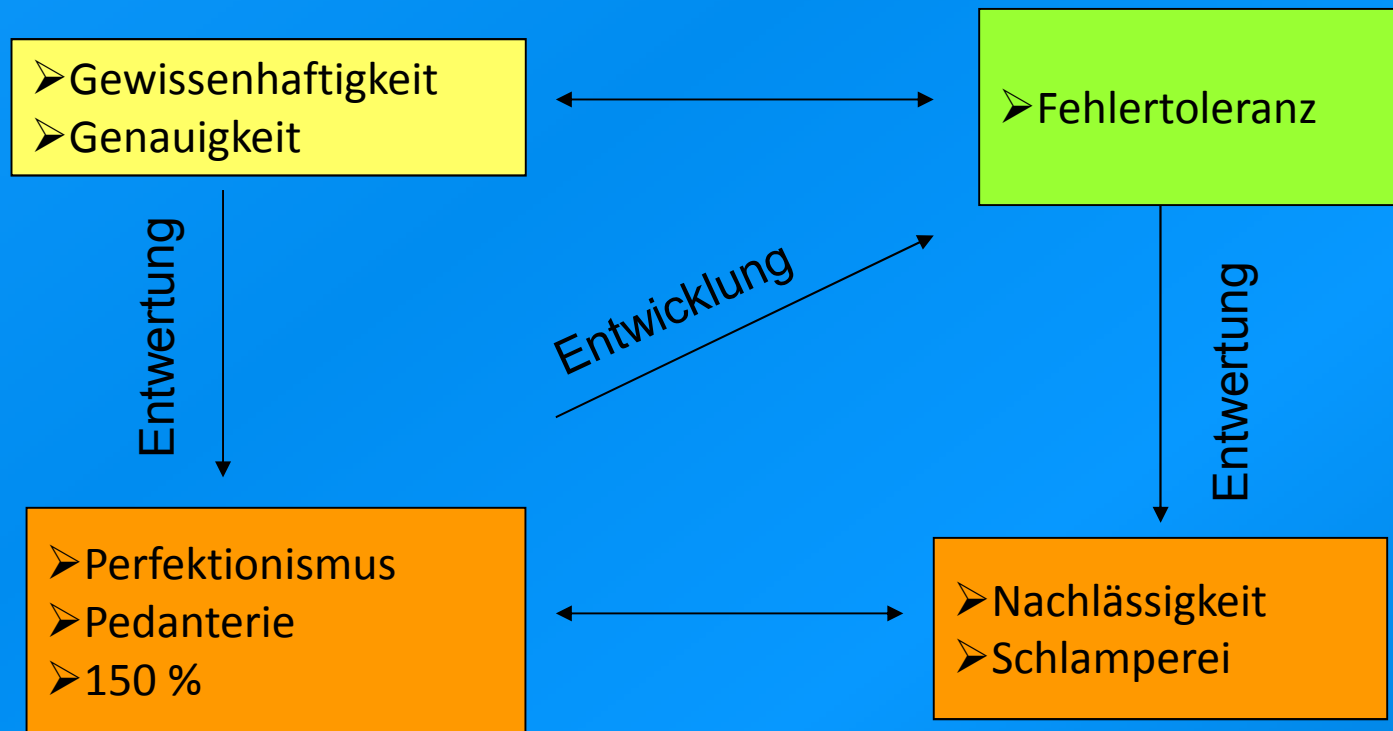 ➢Gewissenhaftigkeit
➢Genauigkeit
➢Fehlertoleranz
Entwertung
Entwicklung
Entwertung
➢Perfektionismus
➢Pedanterie
➢150 %
➢Nachlässigkeit
➢Schlamperei